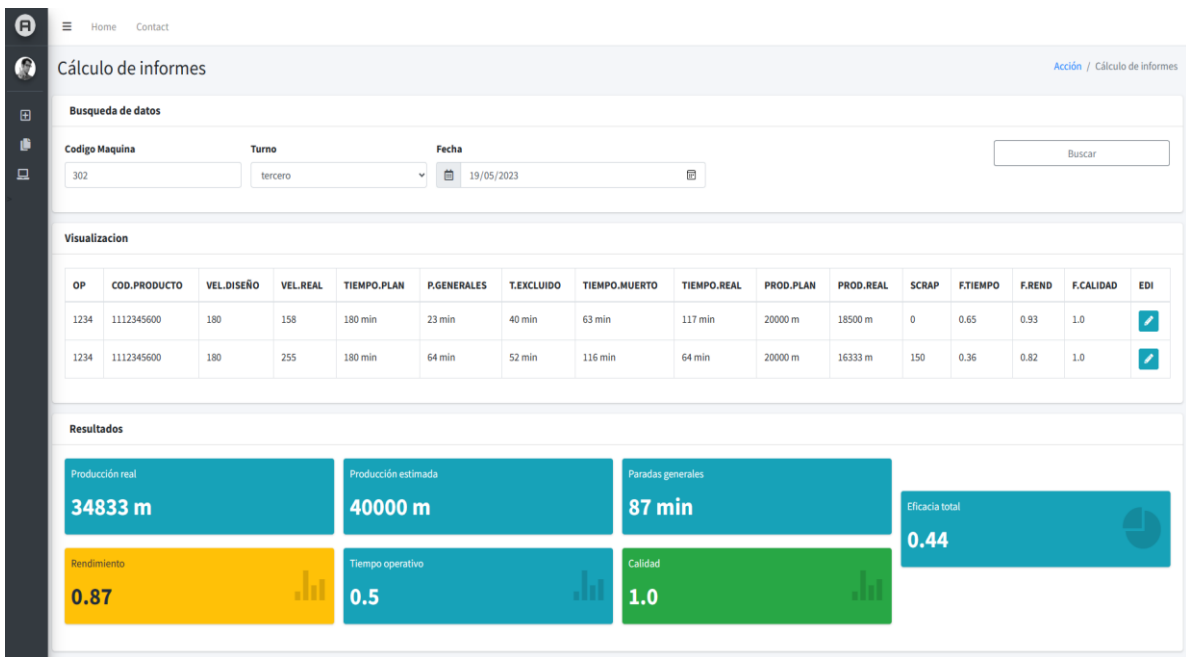 A
Home Contact
Cálculo de informes
Acción / Cálculo de informes
Busqueda de datos
Codigo Maquina Turno Fecha
302 tercero 19/05/2023 Buscar
Visualizacion
OP COD.PRODUCTO VEL.DISEÑO VEL.REAL TIEMPO.PLAN P.GENERALES T.EXCLUIDO TIEMPO.MUERTO TIEMPO.REAL PROD.PLAN PROD.REAL SCRAP F.TIEMPO F.REND F.CALIDAD EDI
1234 1112345600 180 158 180 min 23 min 40 min 63 min 117 min 20000 m 18500 m 0 0.65 0.93 1.0
1234 1112345600 180 255 180 min 64 min 52 min 116 min 64 min 20000 m 16333 m 150 0.36 0.82 1.0
Resultados
Producción real
34833 m
Producción estimada
40000 m
Paradas generales
87 min
Eficacia total
0.44
Rendimiento
0.87
Tiempo operativo
0.5
Calidad
1.0